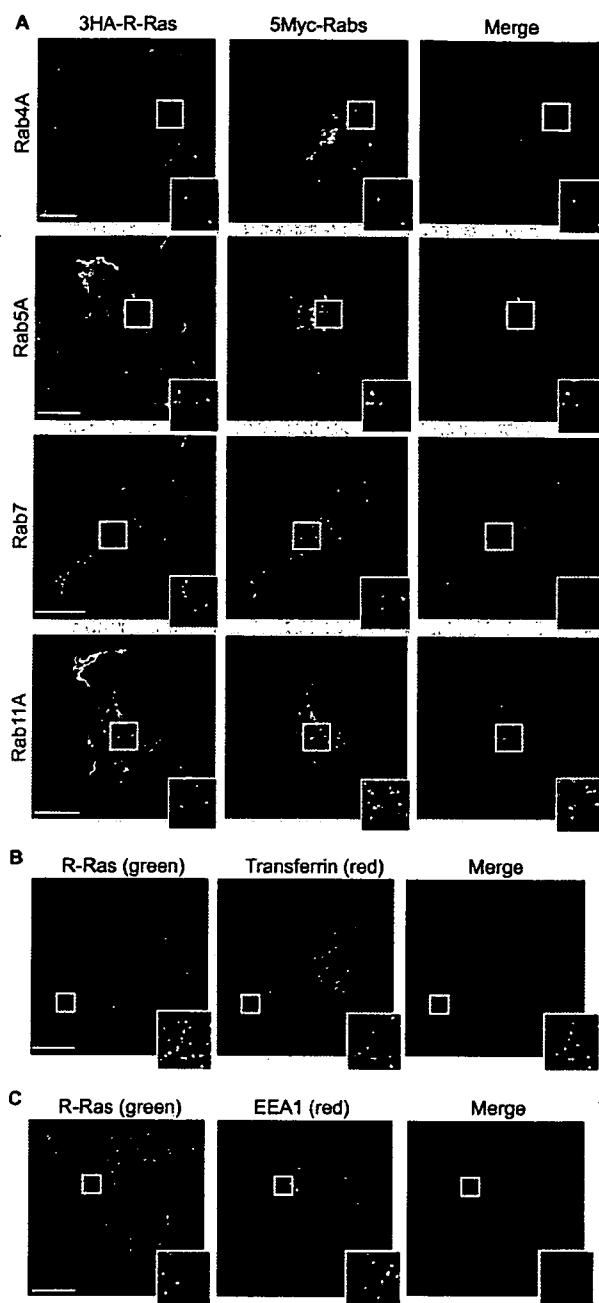 A
3HA-R-Ras 5Myc-Rabs Merge
Rab4A
Rab5A
Rab7
Rab11A
B
R-Ras (green) Transferrin (red) Merge
C
R-Ras (green) EEA1 (red) Merge